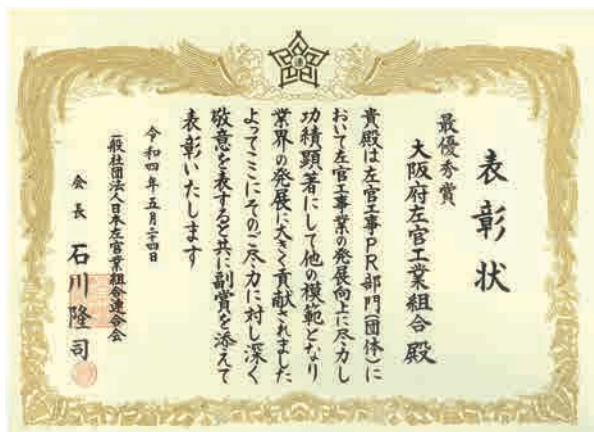 表彰状
最優秀賞
大阪府左官工業組合 殿
貴殿は左官工事PR部門(団体)に
おいて左官工事業の発展向上に尽力し
功績顕著にして他の模範となり
業界の発展に大きく貢献されました
よってここにそのご尽力に対し深く
敬意を表すると共に副賞を添えて
表彰いたします
令和四年五月二十四日
一般社団法人日本左官業組合連合会
会長 石川隆司